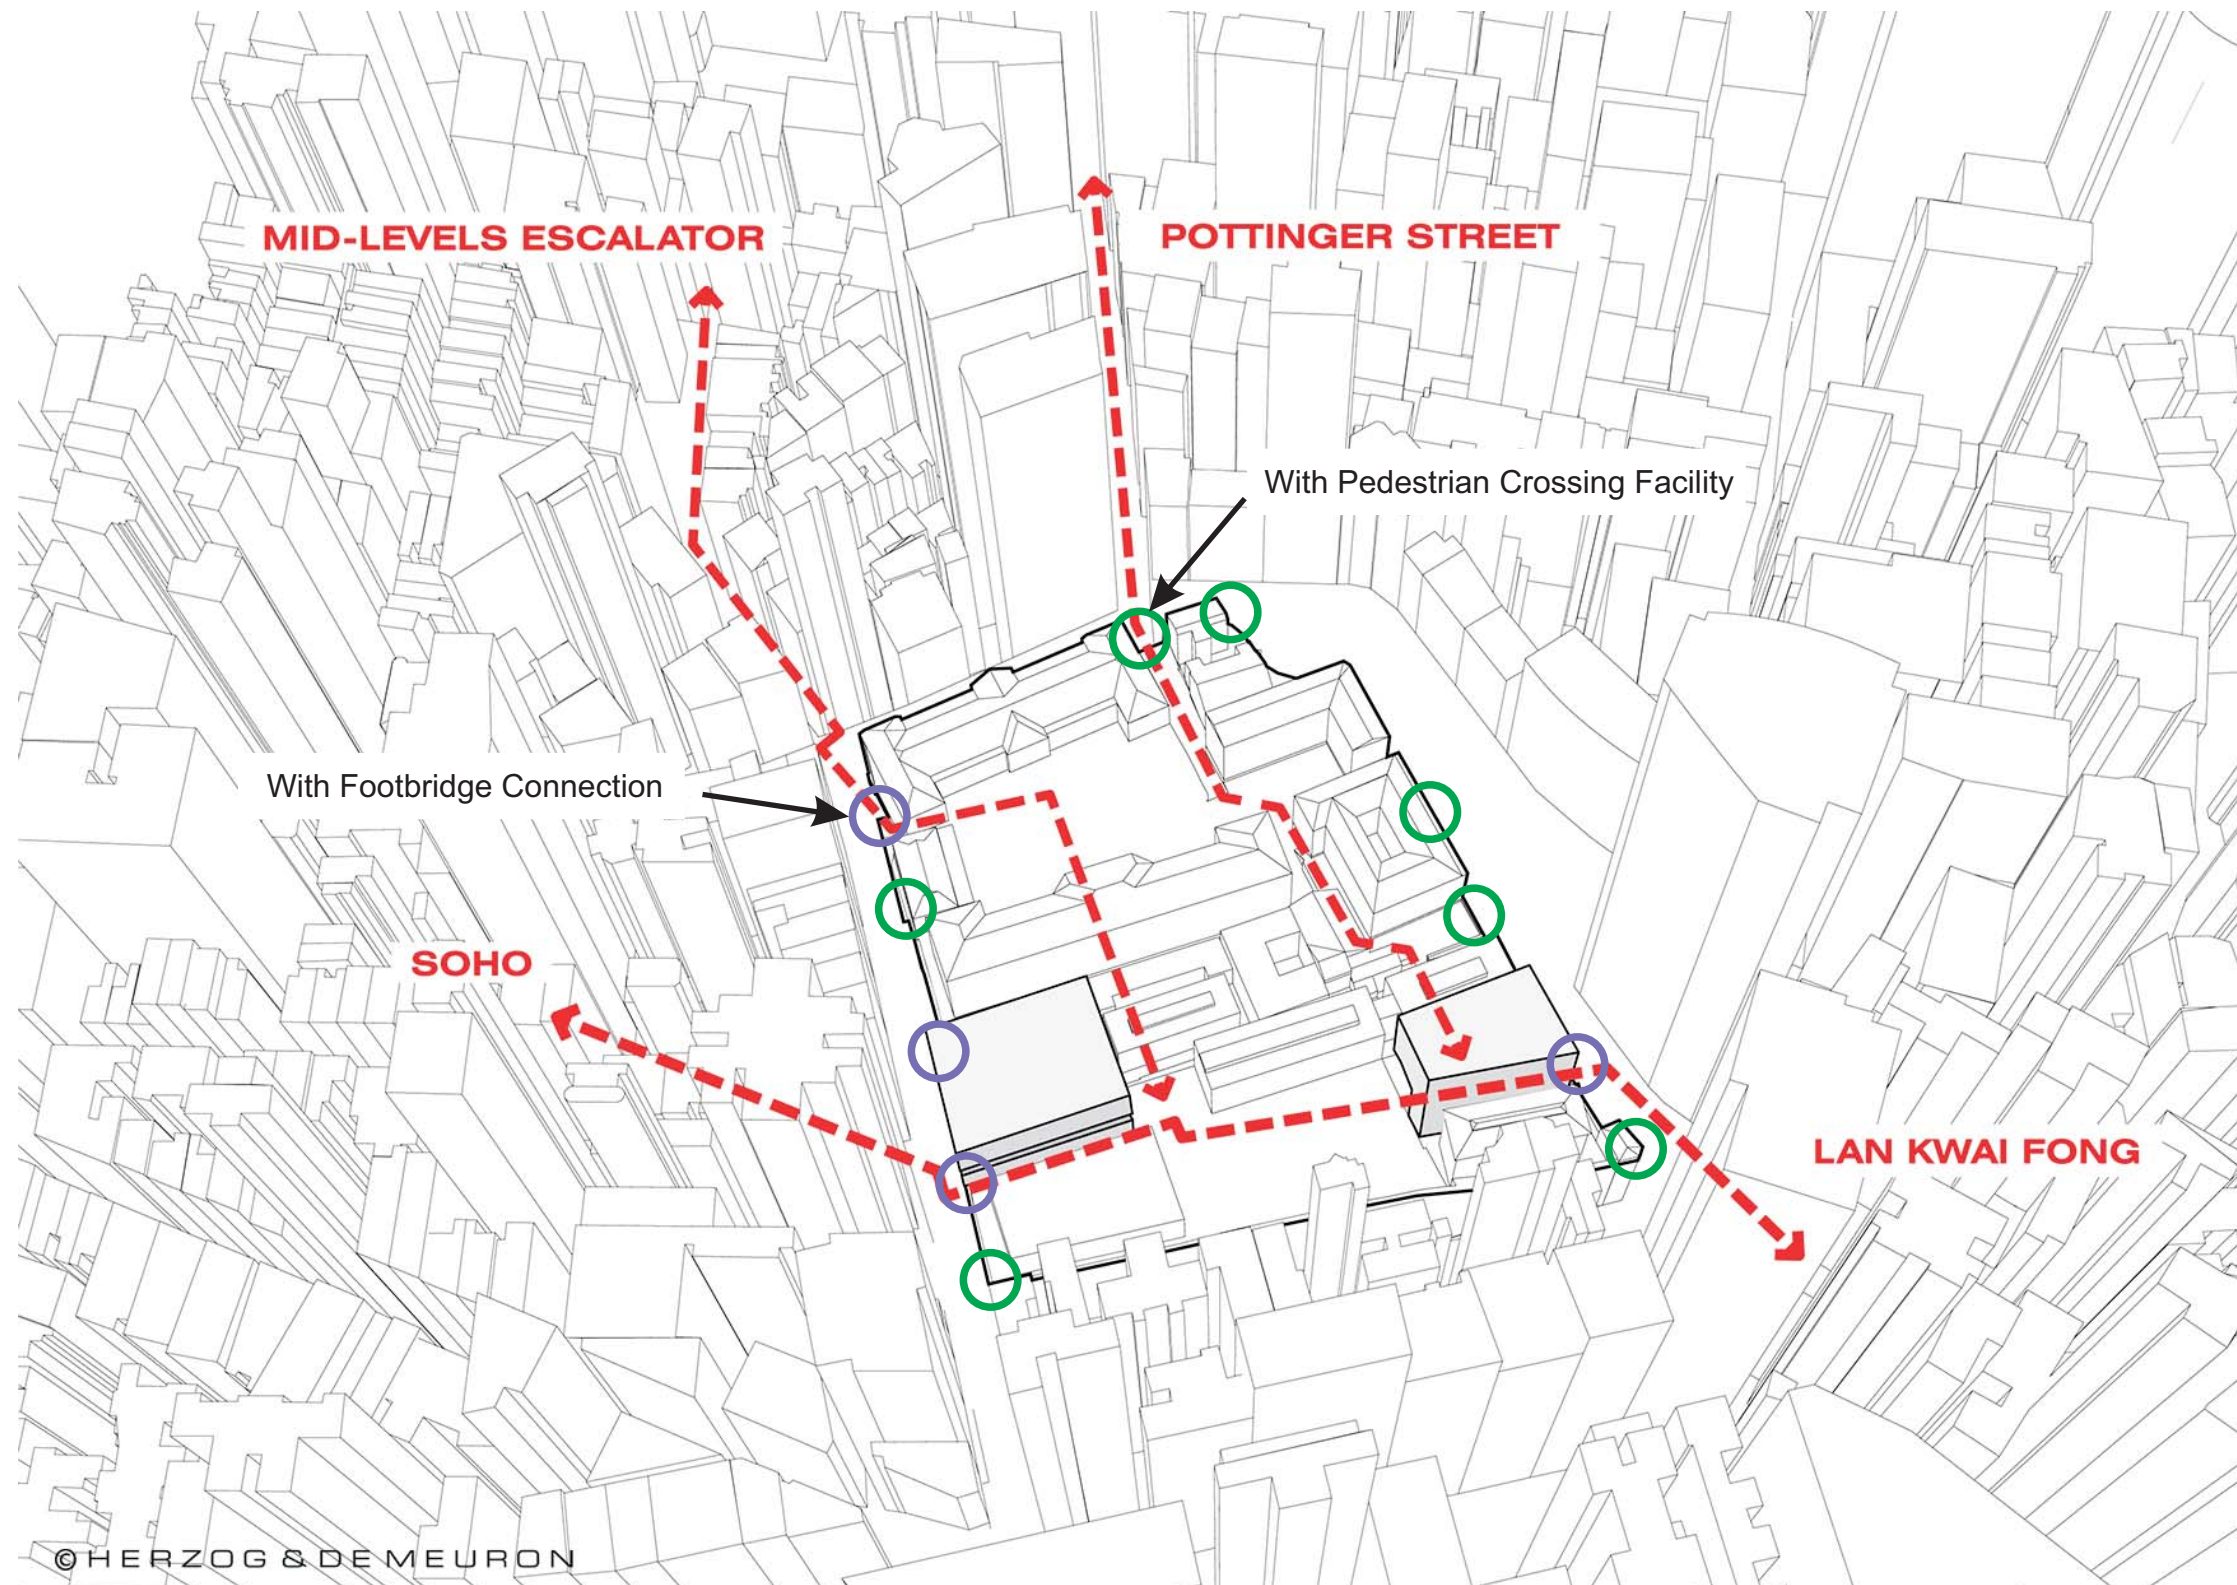 MID-LEVELS ESCALATOR
POTTINGER STREET
With Pedestrian Crossing Facility
With Footbridge Connection
SOHO
LAN KWAI FONG
©HERZOG & DE MEURON